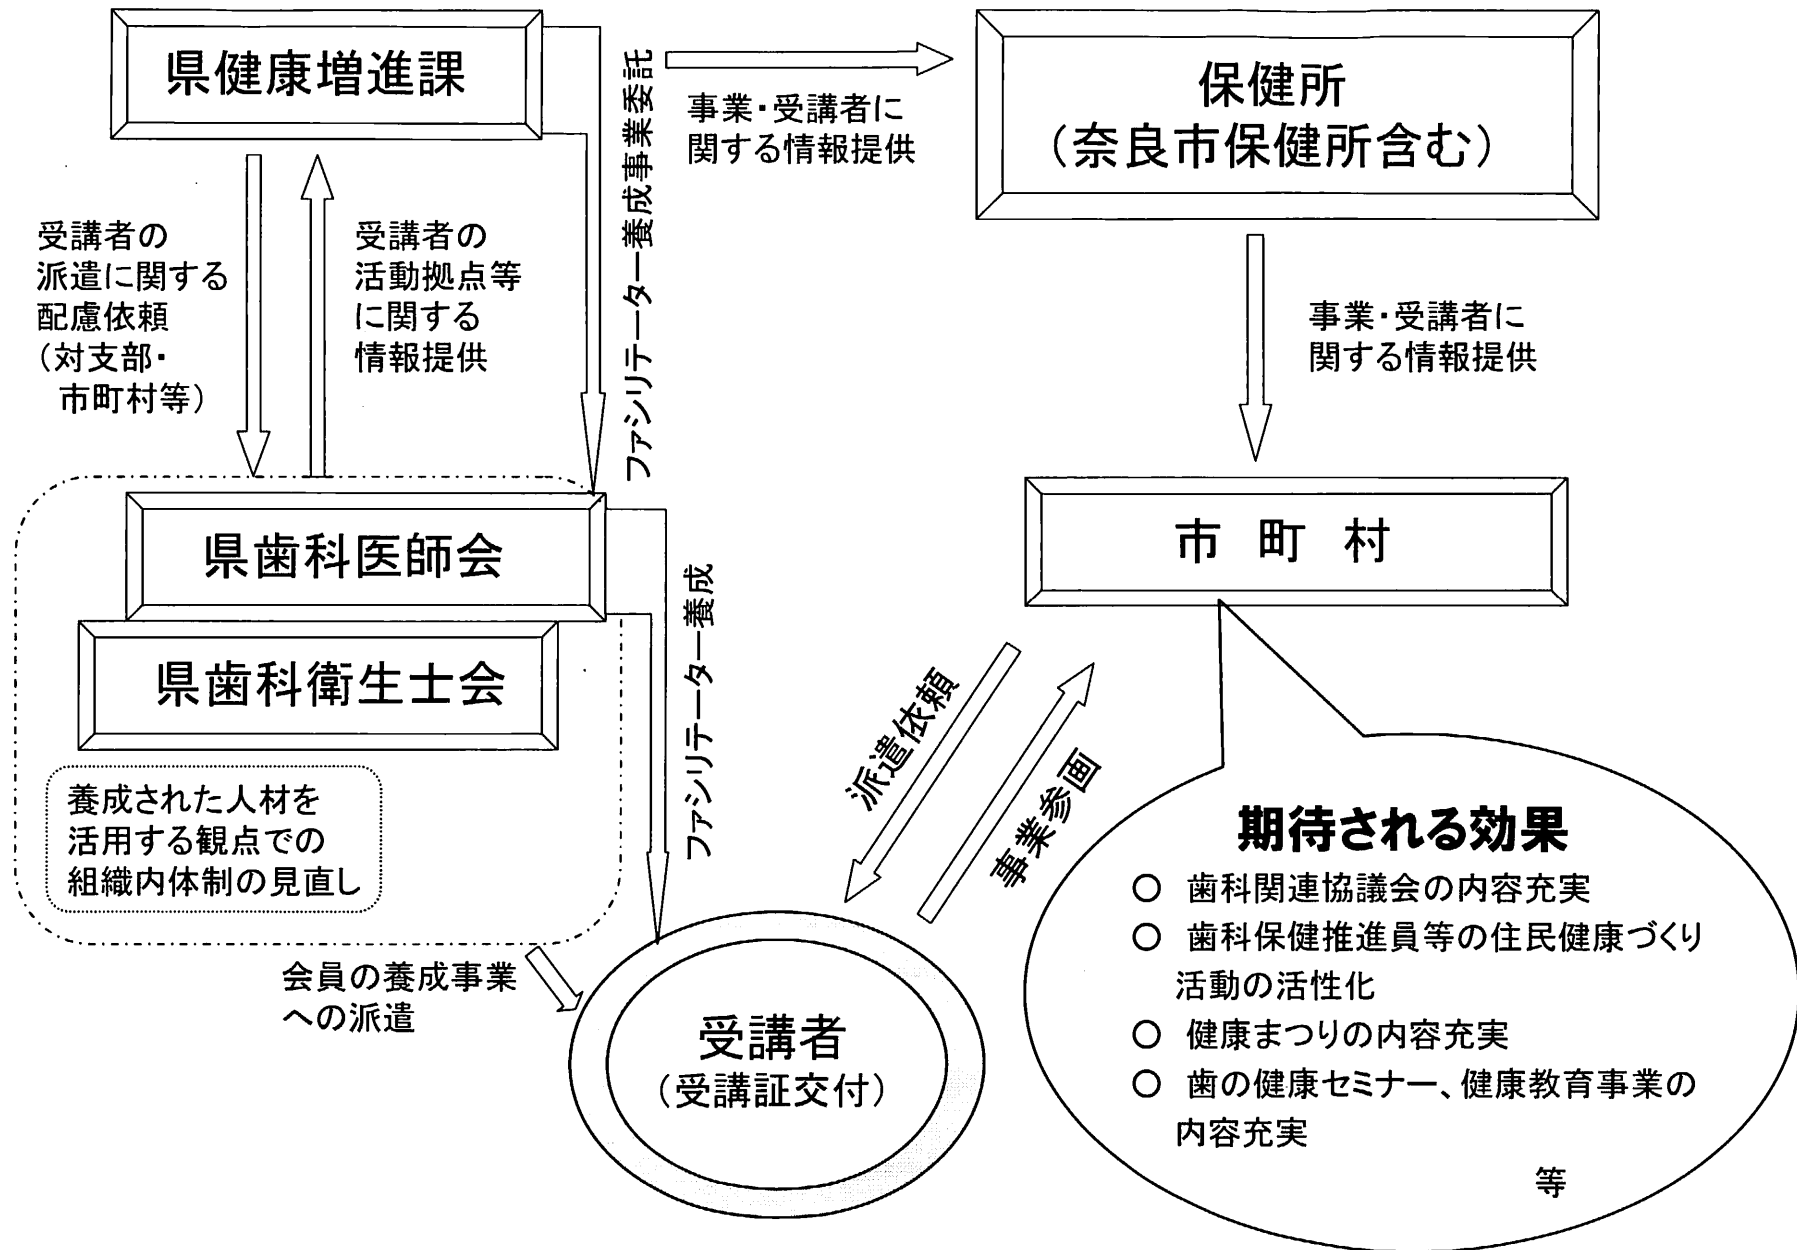 県健康増進課
ファシリテーター養成事業委託
事業・受講者に
関する情報提供
保健所
（奈良市保健所含む）
受講者の
派遣に関する
配慮依頼
（対支部・
市町村等）
受講者の
活動拠点等
に関する
情報提供
事業・受講者に
関する情報提供
県歯科医師会
県歯科衛生士会
養成された人材を
活用する観点での
組織内体制の見直し
ファシリテーター養成
市 町 村
派遣依頼
事業参画
会員の養成事業
への派遣
受講者
（受講証交付）
期待される効果
○ 歯科関連協議会の内容充実
○ 歯科保健推進員等の住民健康づくり
活動の活性化
○ 健康まつりの内容充実
○ 歯の健康セミナー、健康教育事業の
内容充実
等